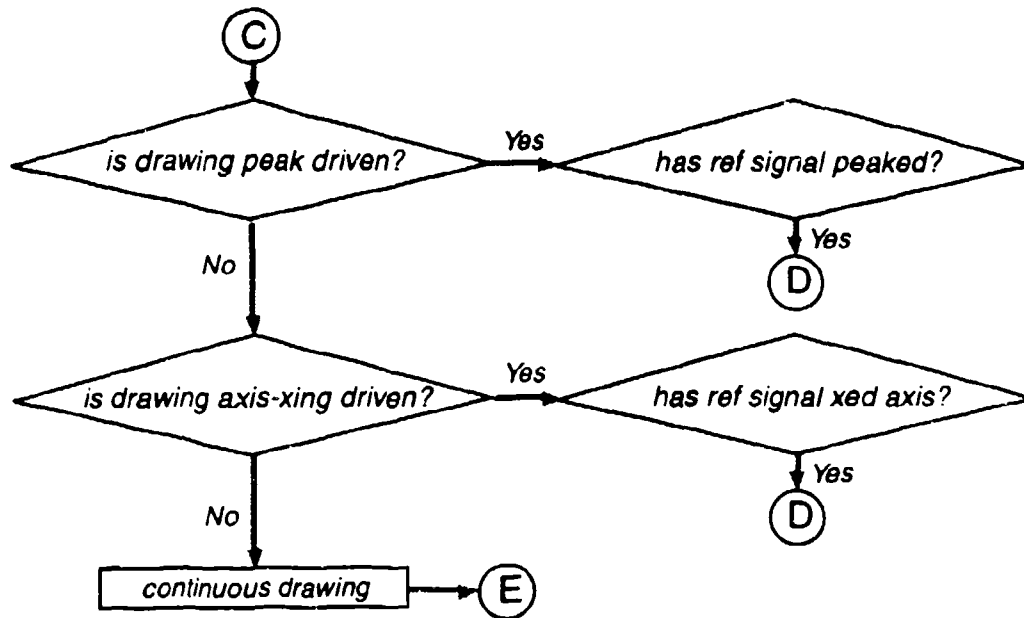 C
is drawing peak driven?
Yes
has ref signal peaked?
Yes
D
No
is drawing axis-xing driven?
Yes
has ref signal xed axis?
Yes
D
No
continuous drawing
E